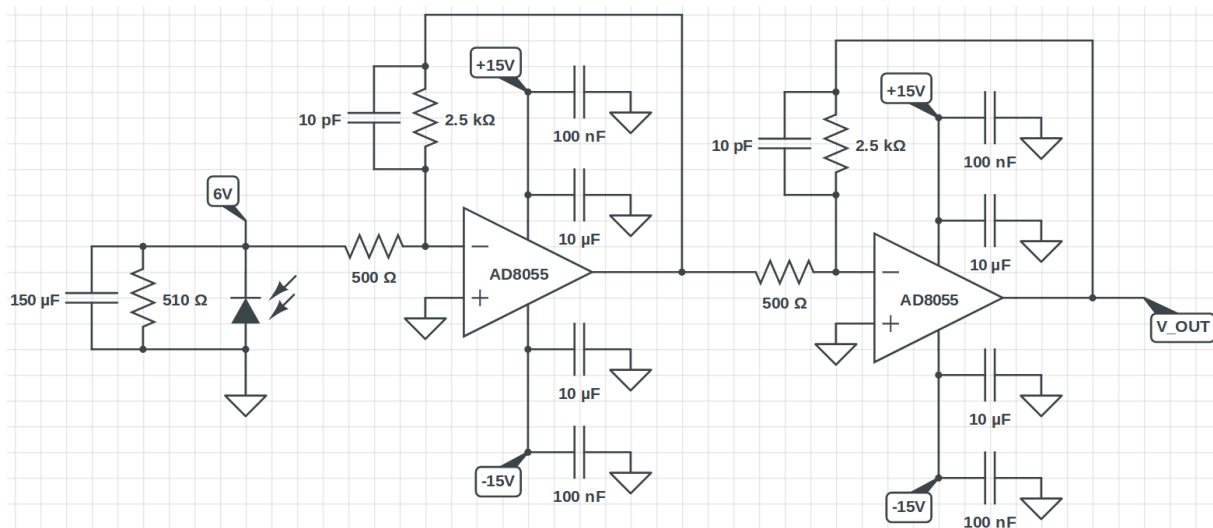 +15V
10 pF
2.5 kΩ
100 nF
6V
10 µF
150 µF
510 Ω
500 Ω
AD8055
10 µF
-15V
100 nF
+15V
10 pF
2.5 kΩ
100 nF
10 µF
500 Ω
AD8055
V_OUT
10 µF
-15V
100 nF